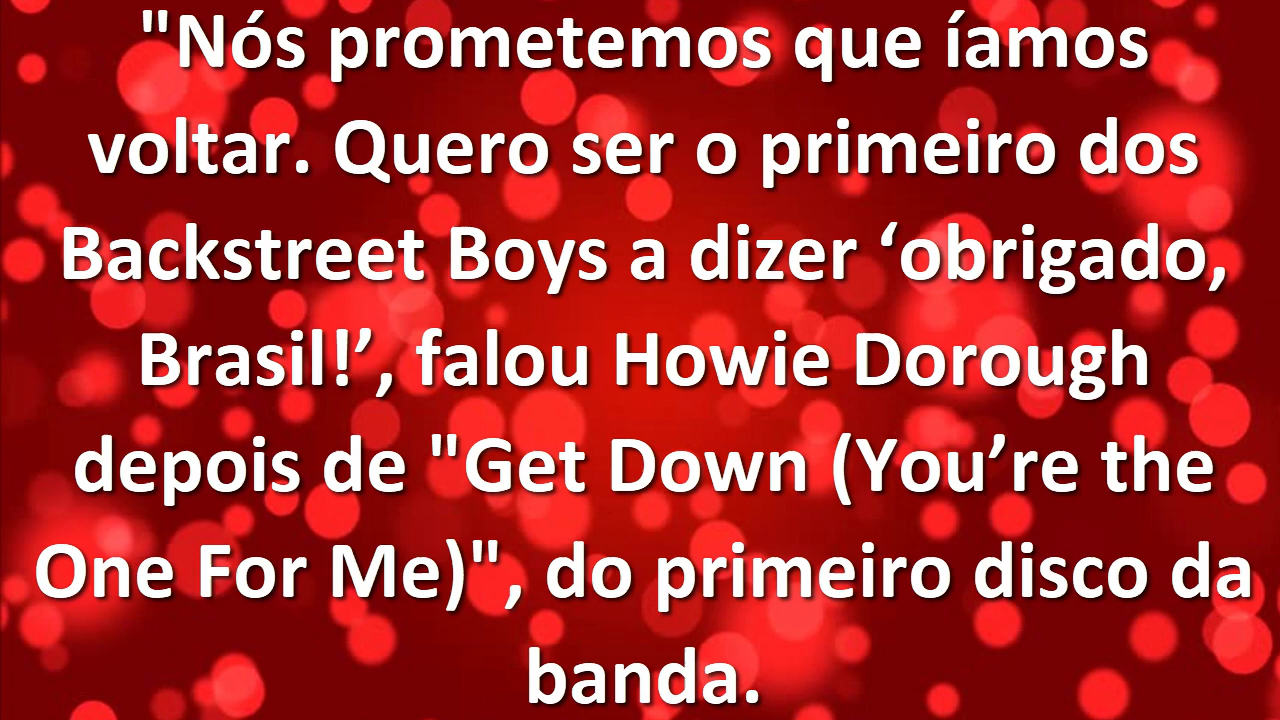 "Nós prometemos que íamos
voltar. Quero ser o primeiro dos
Backstreet Boys a dizer ‘obrigado,
Brasil!’, falou Howie Dorough
depois de "Get Down (You’re the
One For Me)", do primeiro disco da
banda.